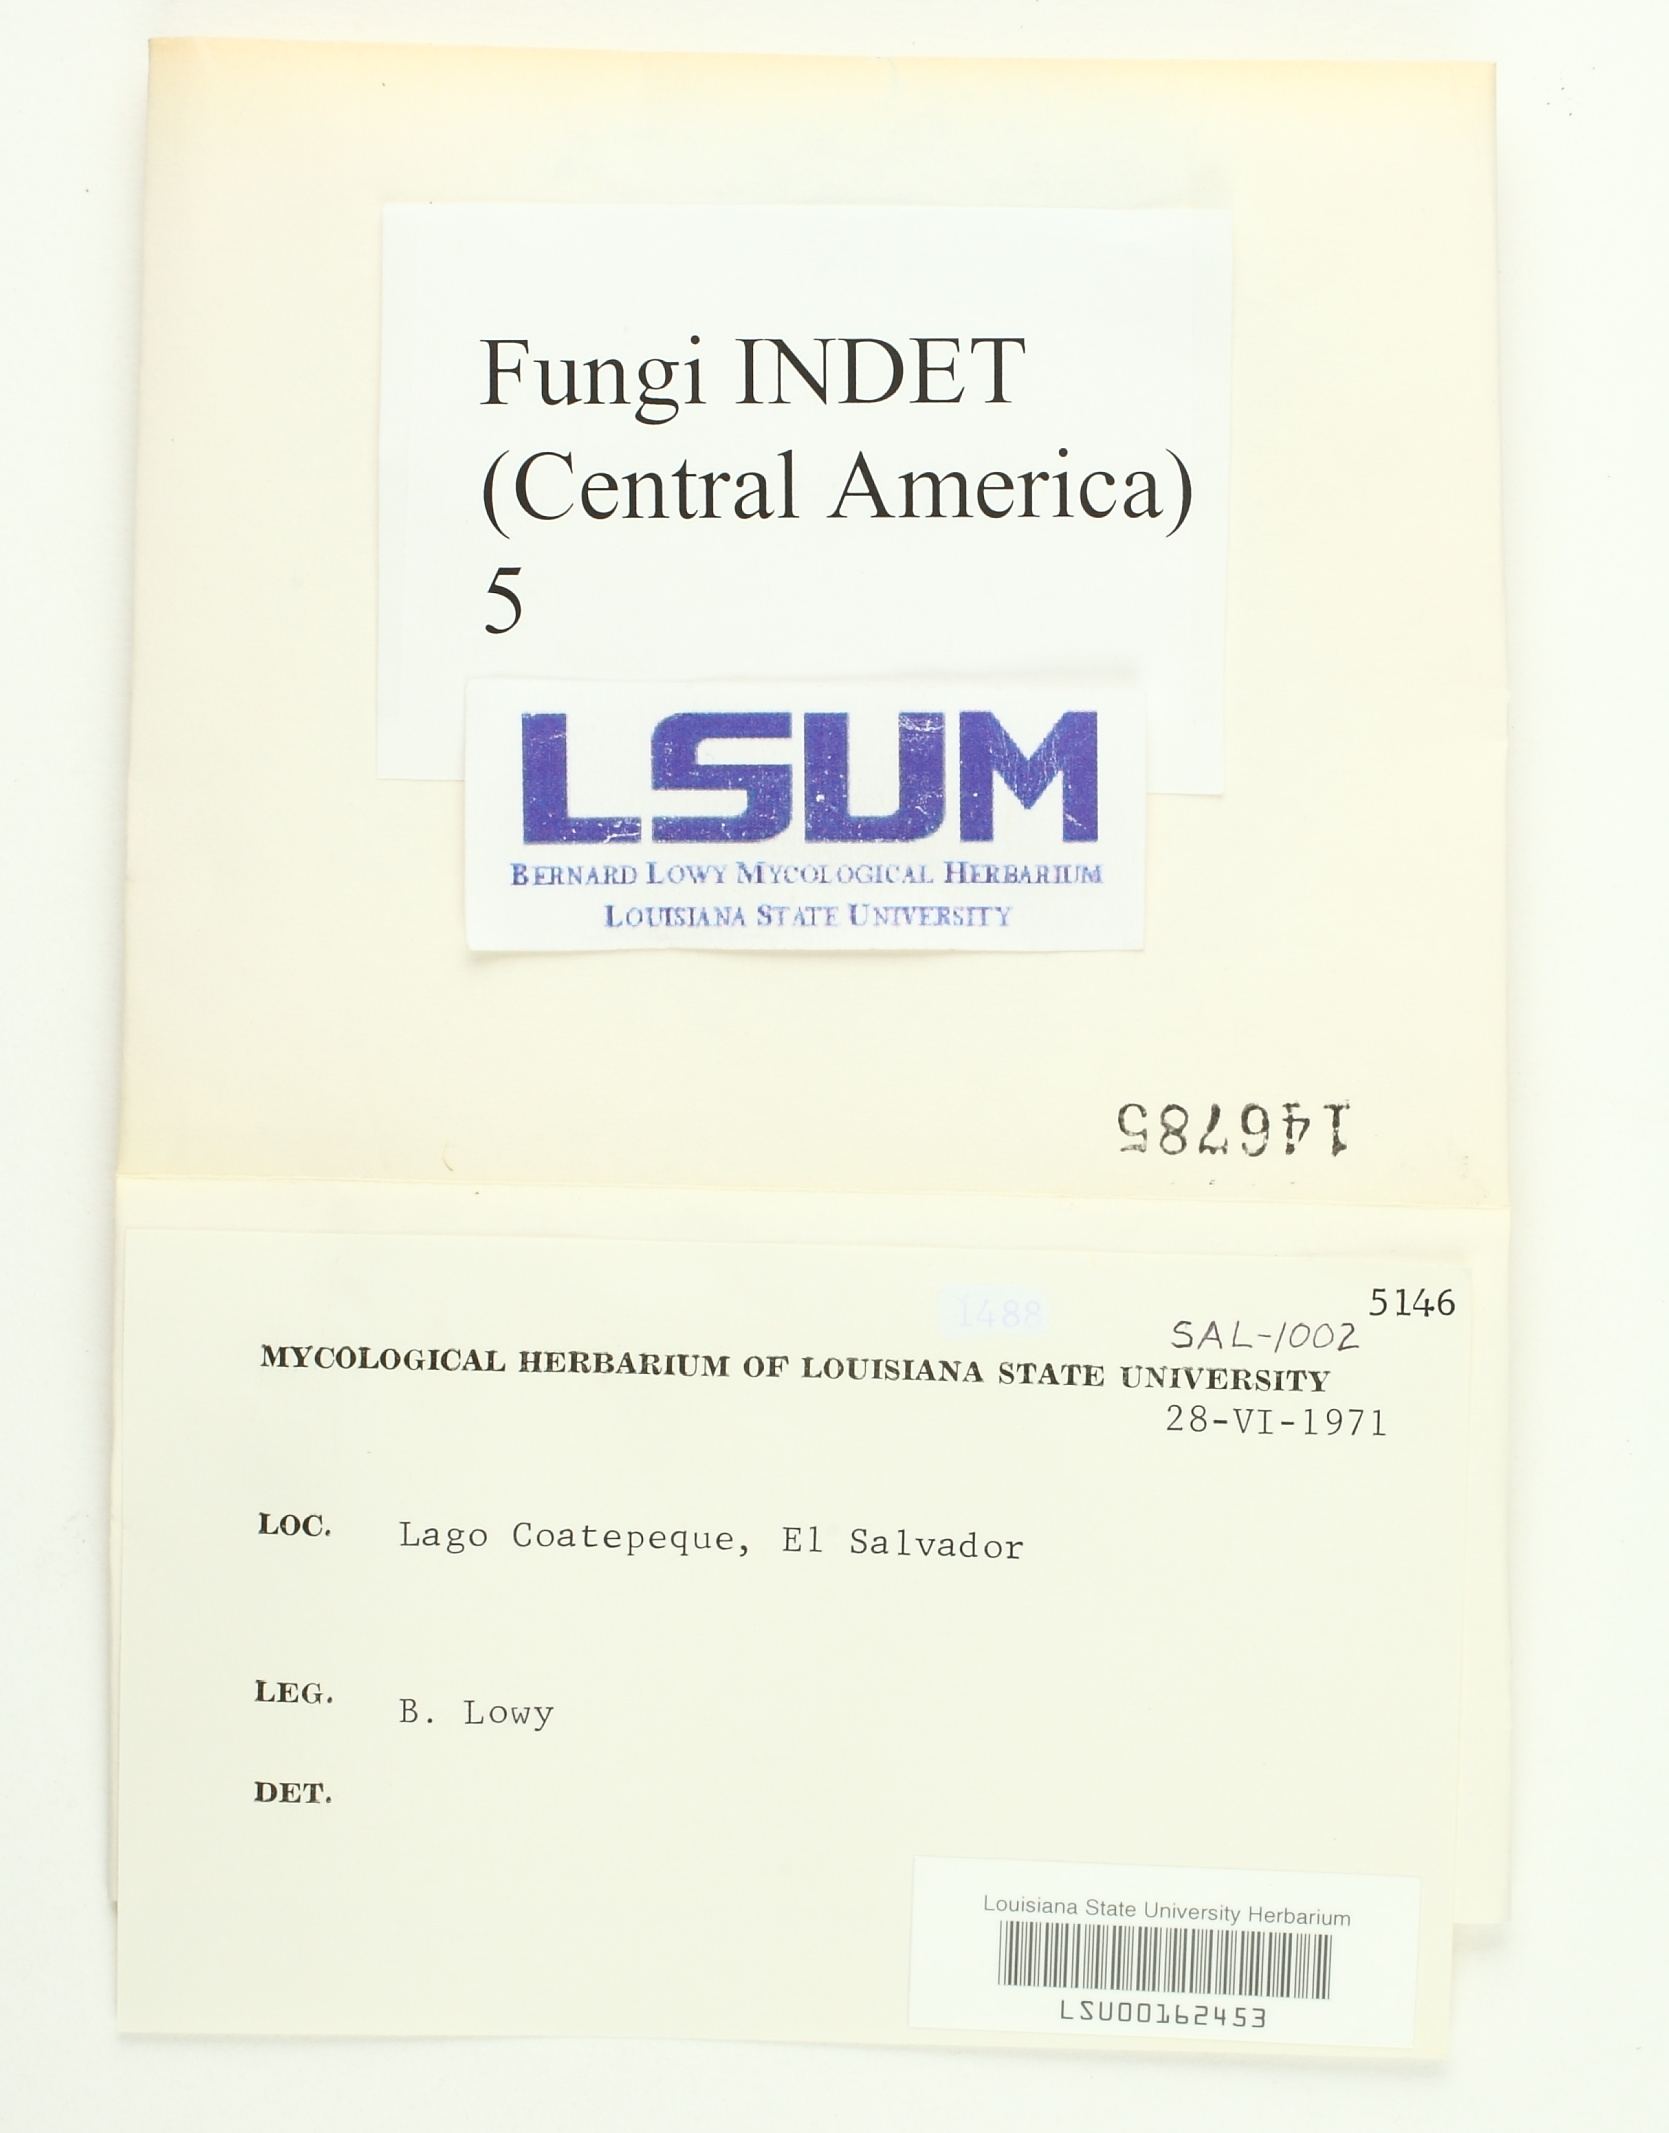 Fungi INDET
(Central America)
5
LSUM
BERNARD LOWY MYCOLOGICAL HERBARIUM
LOUISIANA STATE UNIVERSITY
146785
1488
5146
SAL-1002
MYCOLOGICAL HERBARIUM OF LOUISIANA STATE UNIVERSITY
28-VI-1971
LOC. Lago Coatepeque, El Salvador
LEG. B. Lowy
DET.
Louisiana State University Herbarium
LSU00162453